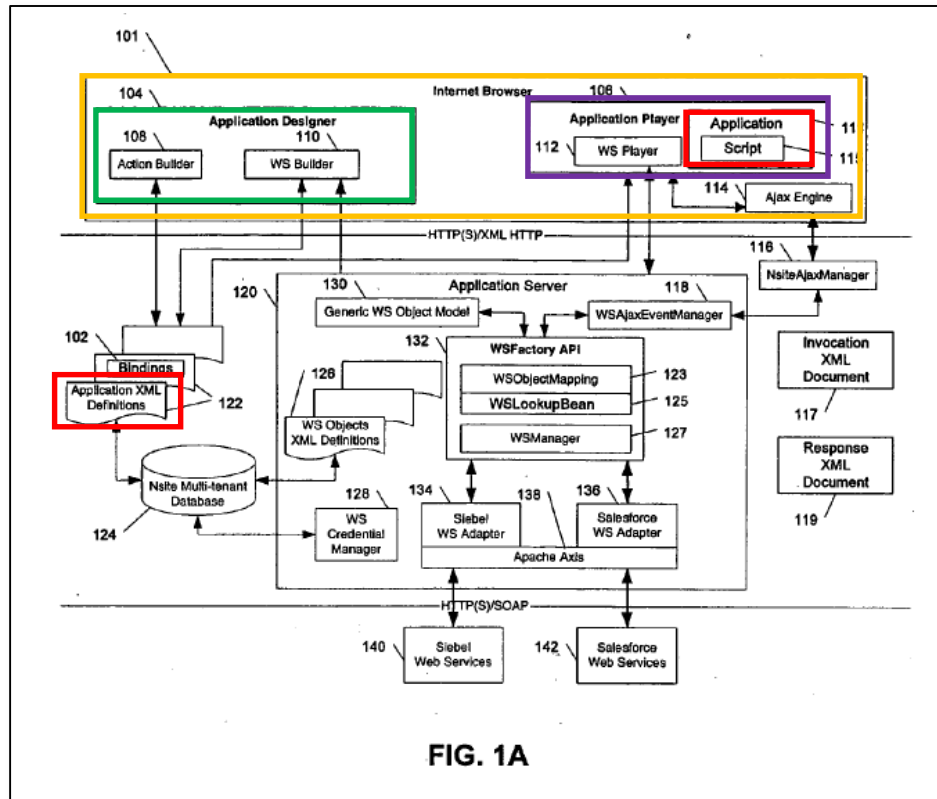 101
104
Internet Browser
106
Application Designer
108
110
Action Builder
WS Builder
Application Player
112
WS Player
Application
Script
114
Ajax Engine
HTTP(S)/XML HTTP
116
NsiteAjaxManager
120
Application Server
130
Generic WS Object Model
118
WSAjaxEventManager
102
Bindings
Application XML
Definitions
122
132
WSFactory API
WSObjectMapping
123
WSLookupBean
125
WSManager
127
126
WS Objects
XML Definitions
Invocation
XML
Document
117
Response
XML
Document
119
Nsite Multi-tenant
Database
124
128
WS
Credential
Manager
134
138
136
Siebel
WS Adapter
Salesforce
WS Adapter
Apache Axis
HTTP(S)/SOAP
140
Siebel
Web Services
142
Salesforce
Web Services
FIG. 1A